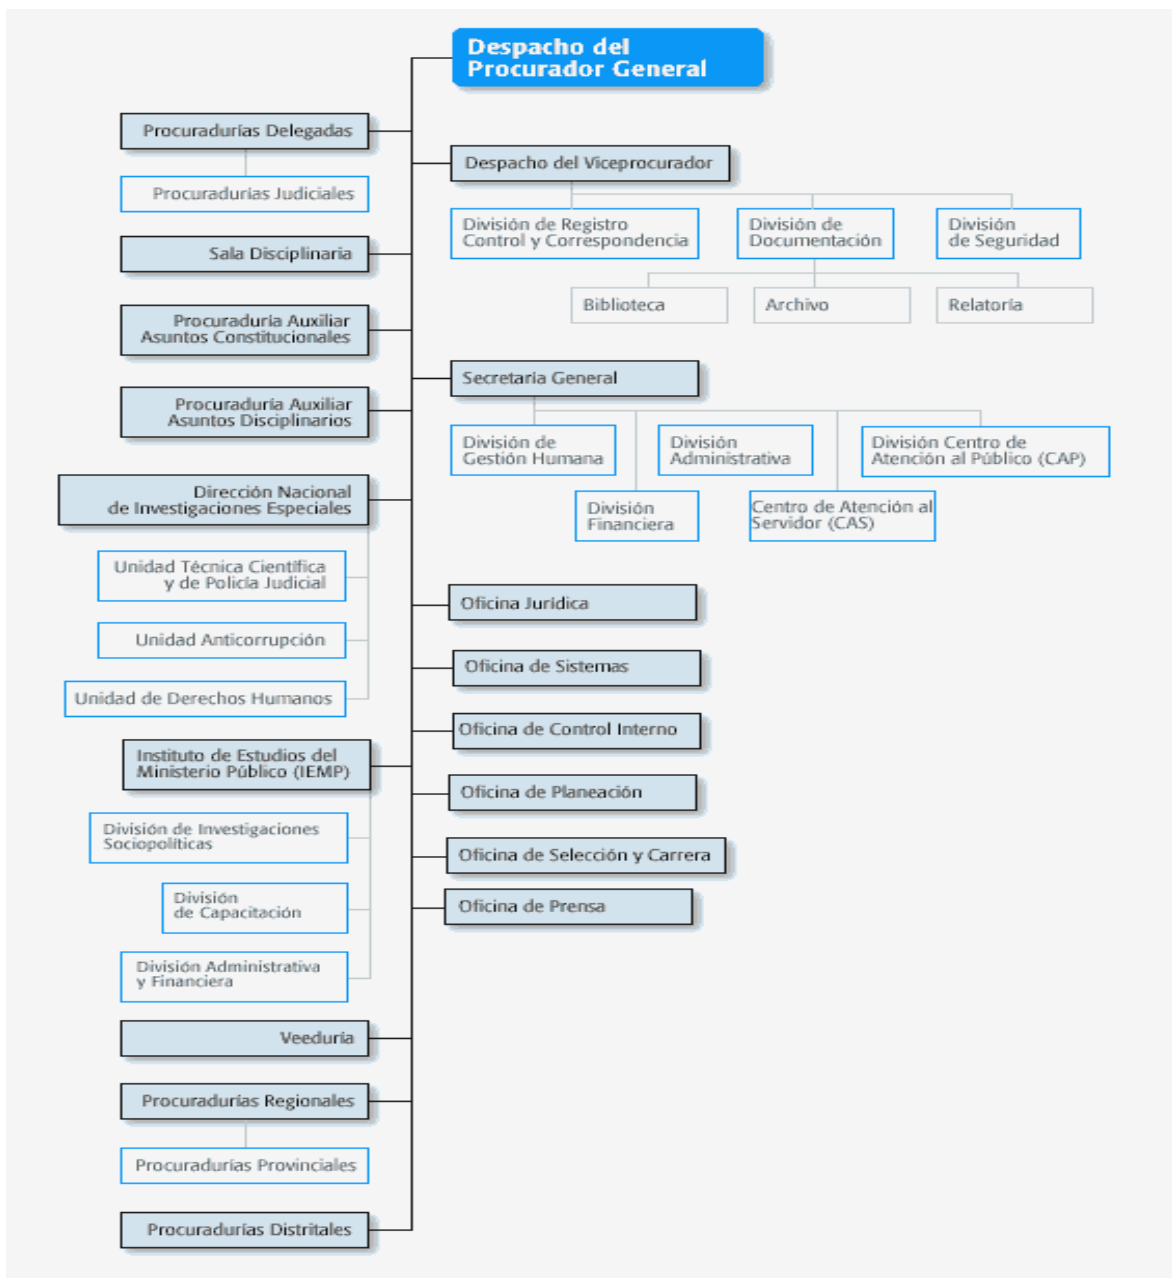 Despacho del
Procurador General
Procuradurías Delegadas
Procuradurías Judiciales
Sala Disciplinaria
Procuraduría Auxiliar
Asuntos Constitucionales
Procuraduría Auxiliar
Asuntos Disciplinarios
Dirección Nacional
de Investigaciones Especiales
Unidad Técnica Científica
y de Policía Judicial
Unidad Anticorrupción
Unidad de Derechos Humanos
Instituto de Estudios del
Ministerio Público (IEMP)
División de Investigaciones
Sociopolíticas
División
de Capacitación
División Administrativa
y Financiera
Veeduría
Procuradurías Regionales
Procuradurías Provinciales
Procuradurías Distritales
Despacho del Viceprocurador
División de Registro
Control y Correspondencia
División de
Documentación
División
de Seguridad
Biblioteca
Archivo
Relatoría
Secretaría General
División de
Gestión Humana
División
Administrativa
División Centro de
Atención al Público (CAP)
División
Financiera
Centro de Atención al
Servidor (CAS)
Oficina Jurídica
Oficina de Sistemas
Oficina de Control Interno
Oficina de Planeación
Oficina de Selección y Carrera
Oficina de Prensa